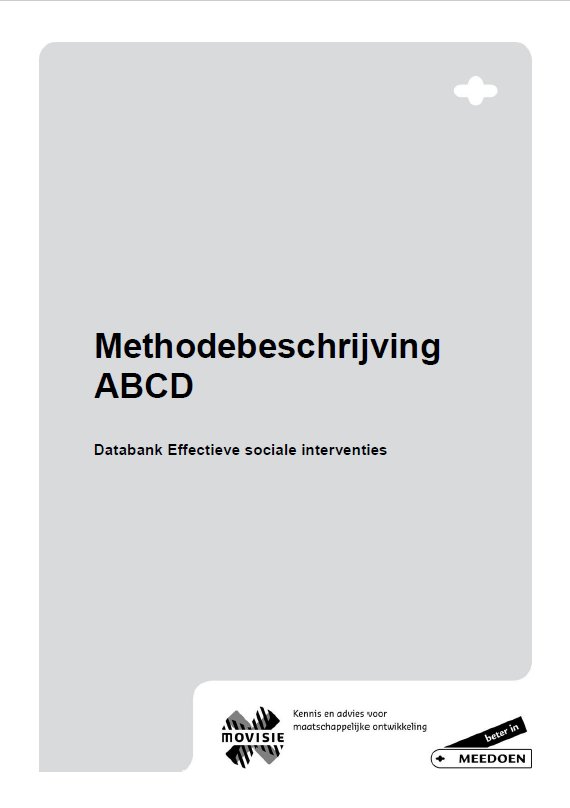 Methodebeschrijving
ABCD
Databank Effectieve sociale interventies
MOVISIE
Kennis en advies voor
maatschappelijke ontwikkeling
beter in
MEEDOEN